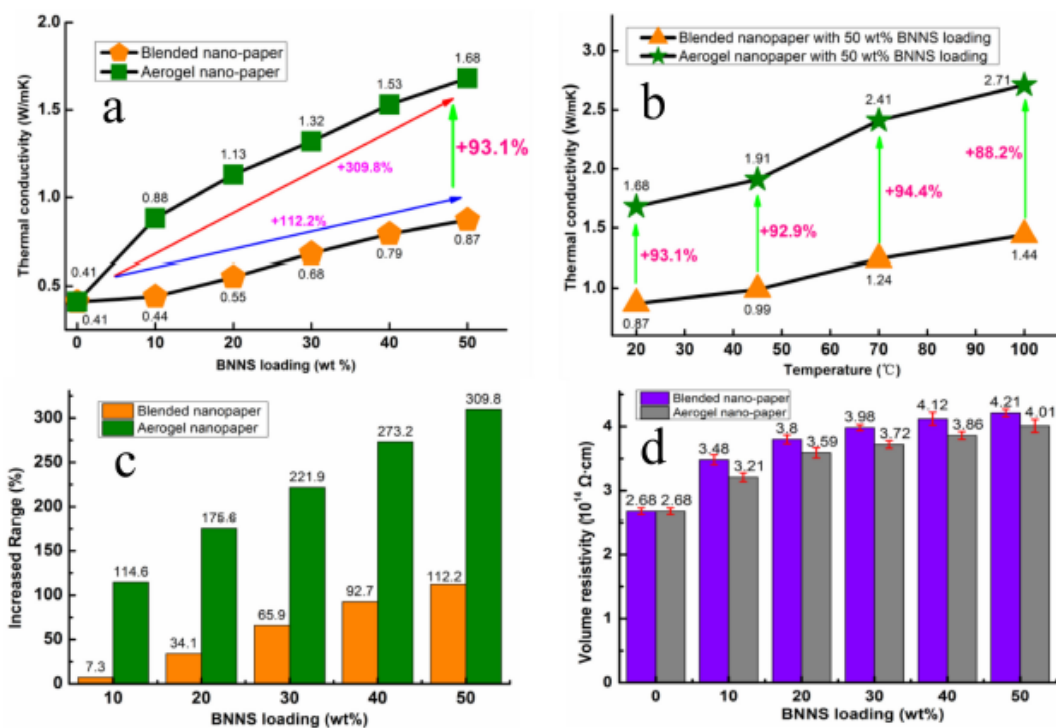 a
Blended nano-paper
Aerogel nano-paper
Thermal conductivity (W/mK)
2.0
1.5
1.0
0.5
0.41
0.88
1.13
1.32
1.53
1.68
+309.8%
+93.1%
+112.2%
0.41
0.44
0.55
0.68
0.79
0.87
0 10 20 30 40 50
BNNS loading (wt %)
b
Blended nanopaper with 50 wt% BNNS loading
Aerogel nanopaper with 50 wt% BNNS loading
Thermal conductivity (W/mK)
3.0
2.5
2.0
1.5
1.0
1.68
1.91
2.41
2.71
+93.1%
+92.9%
+94.4%
+88.2%
0.87
0.99
1.24
1.44
20 30 40 50 60 70 80 90 100
Temperature (℃)
c
Blended nanopaper
Aerogel nanopaper
Increased Range (%)
300
250
200
150
100
50
0
7.3
114.6
34.1
175.6
65.9
221.9
92.7
273.2
112.2
309.8
10 20 30 40 50
BNNS loading (wt%)
d
Blended nano-paper
Aerogel nano-paper
Volume resistivity (10¹⁴ Ω·cm)
4
3
2
2.68 2.68
3.48 3.21
3.8 3.59
3.98 3.72
4.12 3.86
4.21 4.01
0 10 20 30 40 50
BNNS loading (wt%)